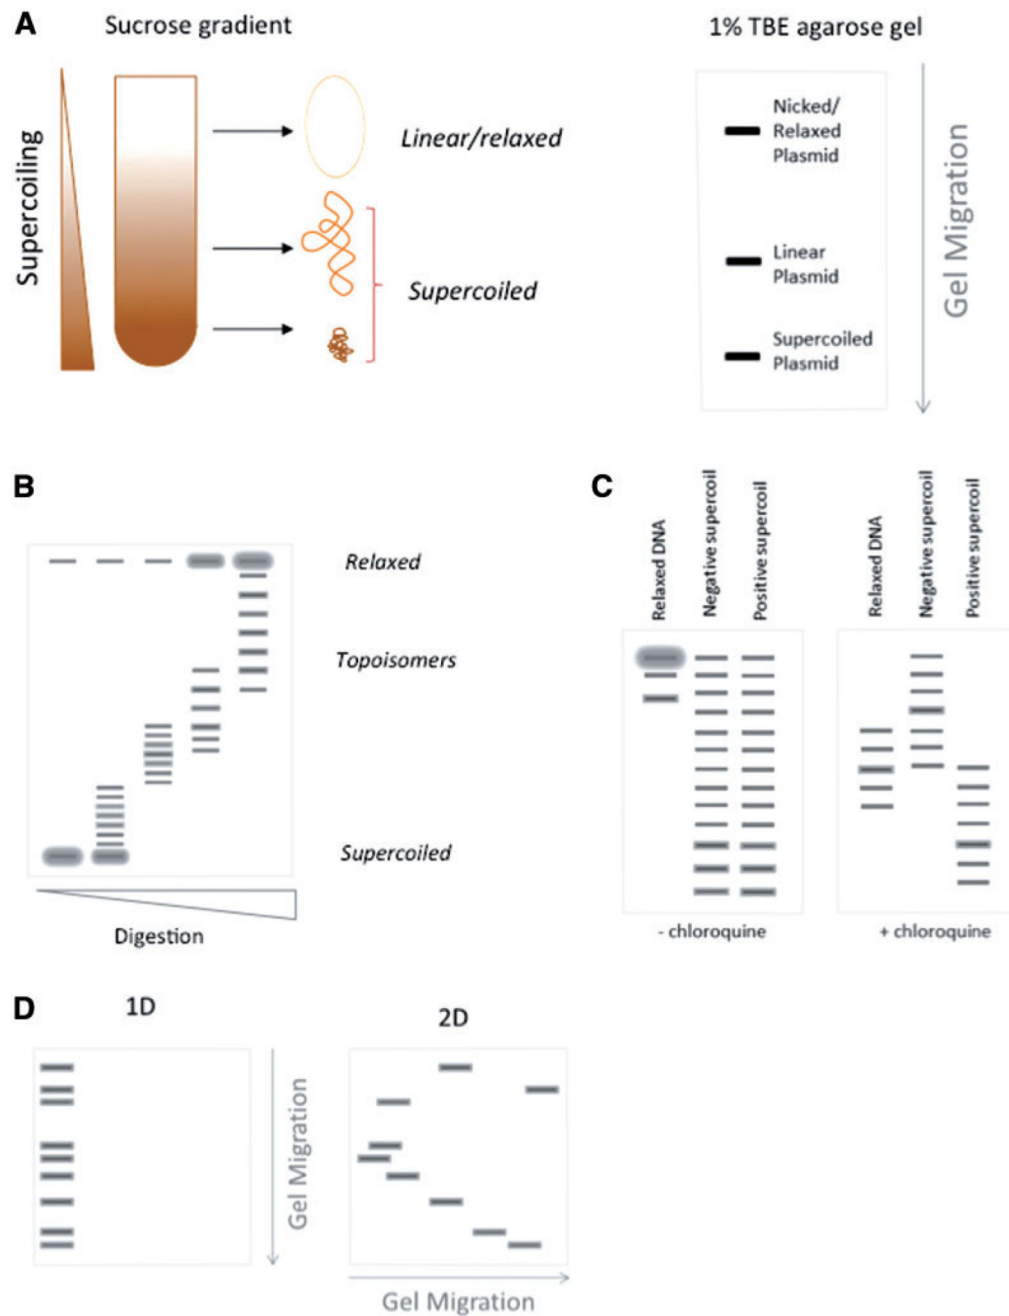 A
Sucrose gradient
1% TBE agarose gel
Supercoiling
Linear/relaxed
Supercoiled
Nicked/
Relaxed
Plasmid
Linear
Plasmid
Supercoiled
Plasmid
Gel Migration
B
Relaxed
Topoisomers
Supercoiled
Digestion
C
Relaxed DNA
Negative supercoil
Positive supercoil
Relaxed DNA
Negative supercoil
Positive supercoil
- chloroquine
+ chloroquine
D
1D
2D
Gel Migration
Gel Migration